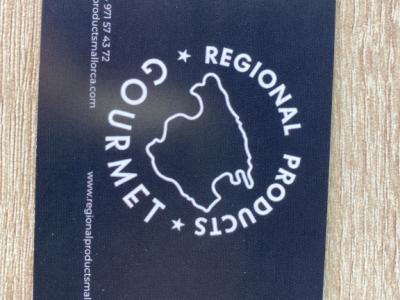 ★ REGIONAL PRODUCTS ★
GOURMET
971 57 43 72
productsmallorca.com
www.regionalproductsmal